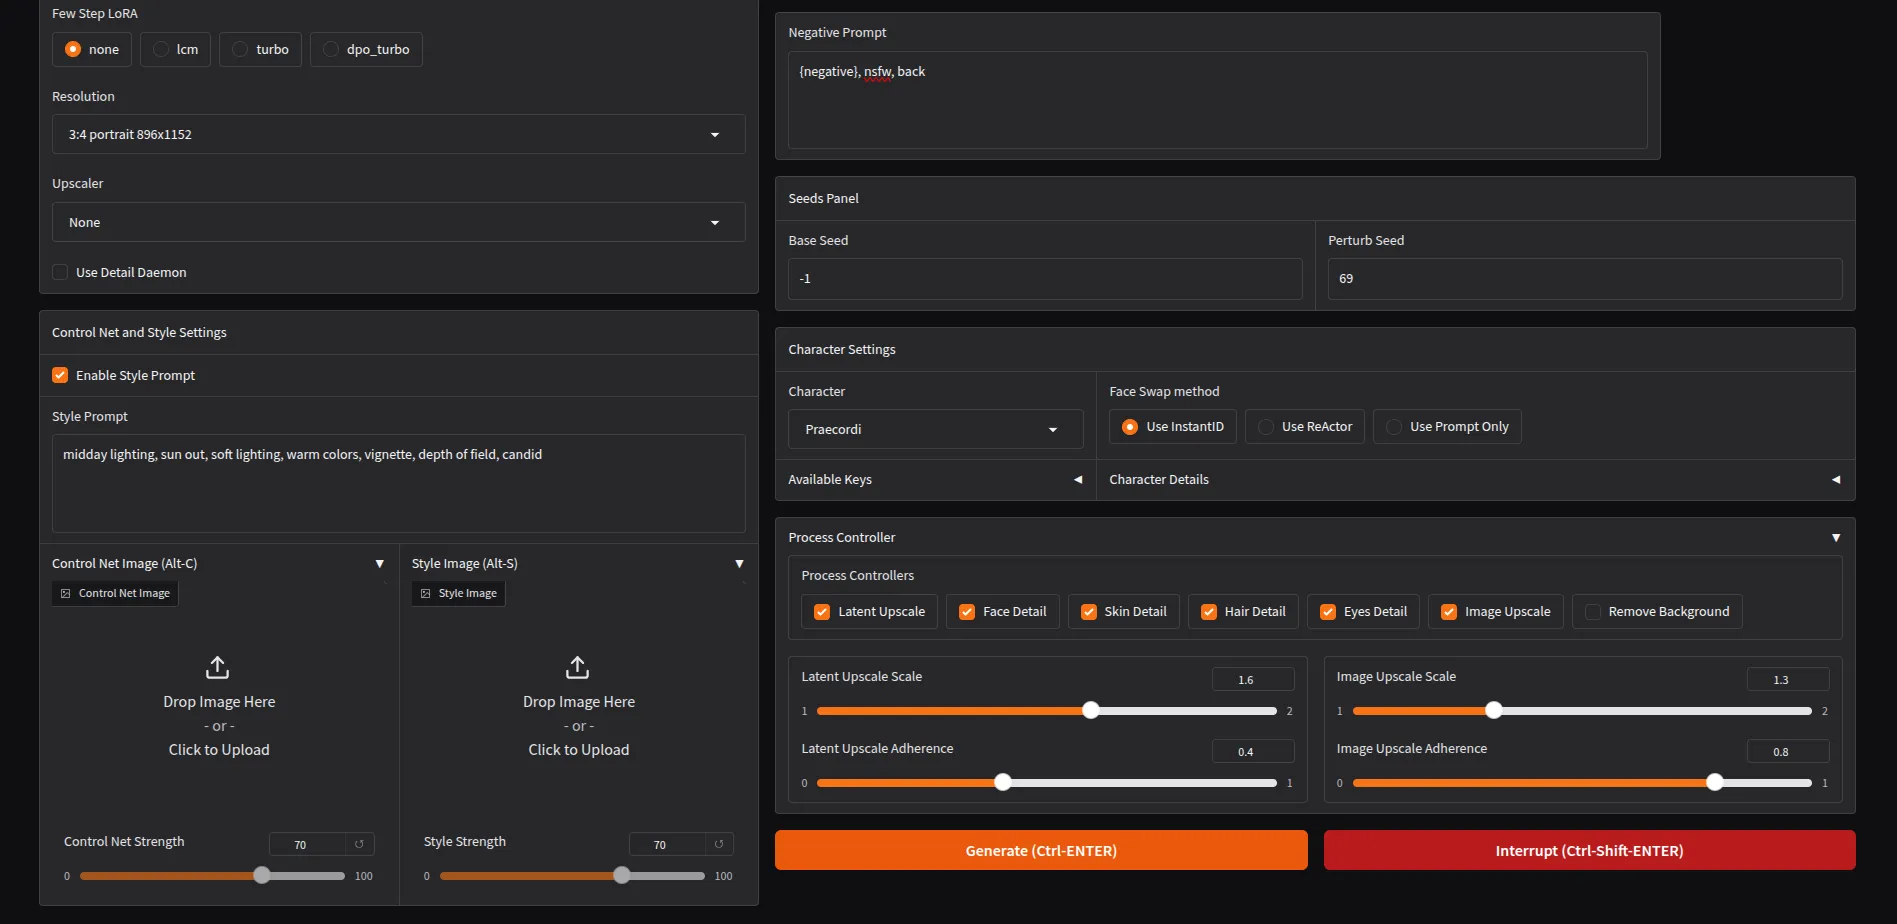 Few Step LoRA
none
lcm
turbo
dpo_turbo
Resolution
3:4 portrait 896x1152
Upscaler
None
Use Detail Daemon
Control Net and Style Settings
Enable Style Prompt
Style Prompt
midday lighting, sun out, soft lighting, warm colors, vignette, depth of field, candid
Control Net Image (Alt-C) ▼
Control Net Image
Drop Image Here
- or -
Click to Upload
Control Net Strength
70
0
100
Style Image (Alt-S) ▼
Style Image
Drop Image Here
- or -
Click to Upload
Style Strength
70
0
100
Negative Prompt
{negative}, nsfw, back
Seeds Panel
Base Seed
-1
Perturb Seed
69
Character Settings
Character
Praecordi
Face Swap method
Use InstantID
Use ReActor
Use Prompt Only
Available Keys ◀
Character Details ◀
Process Controller ▼
Process Controllers
Latent Upscale
Face Detail
Skin Detail
Hair Detail
Eyes Detail
Image Upscale
Remove Background
Latent Upscale Scale
1.6
1
2
Latent Upscale Adherence
0.4
0
1
Image Upscale Scale
1.3
1
2
Image Upscale Adherence
0.8
0
1
Generate (Ctrl-ENTER)
Interrupt (Ctrl-Shift-ENTER)